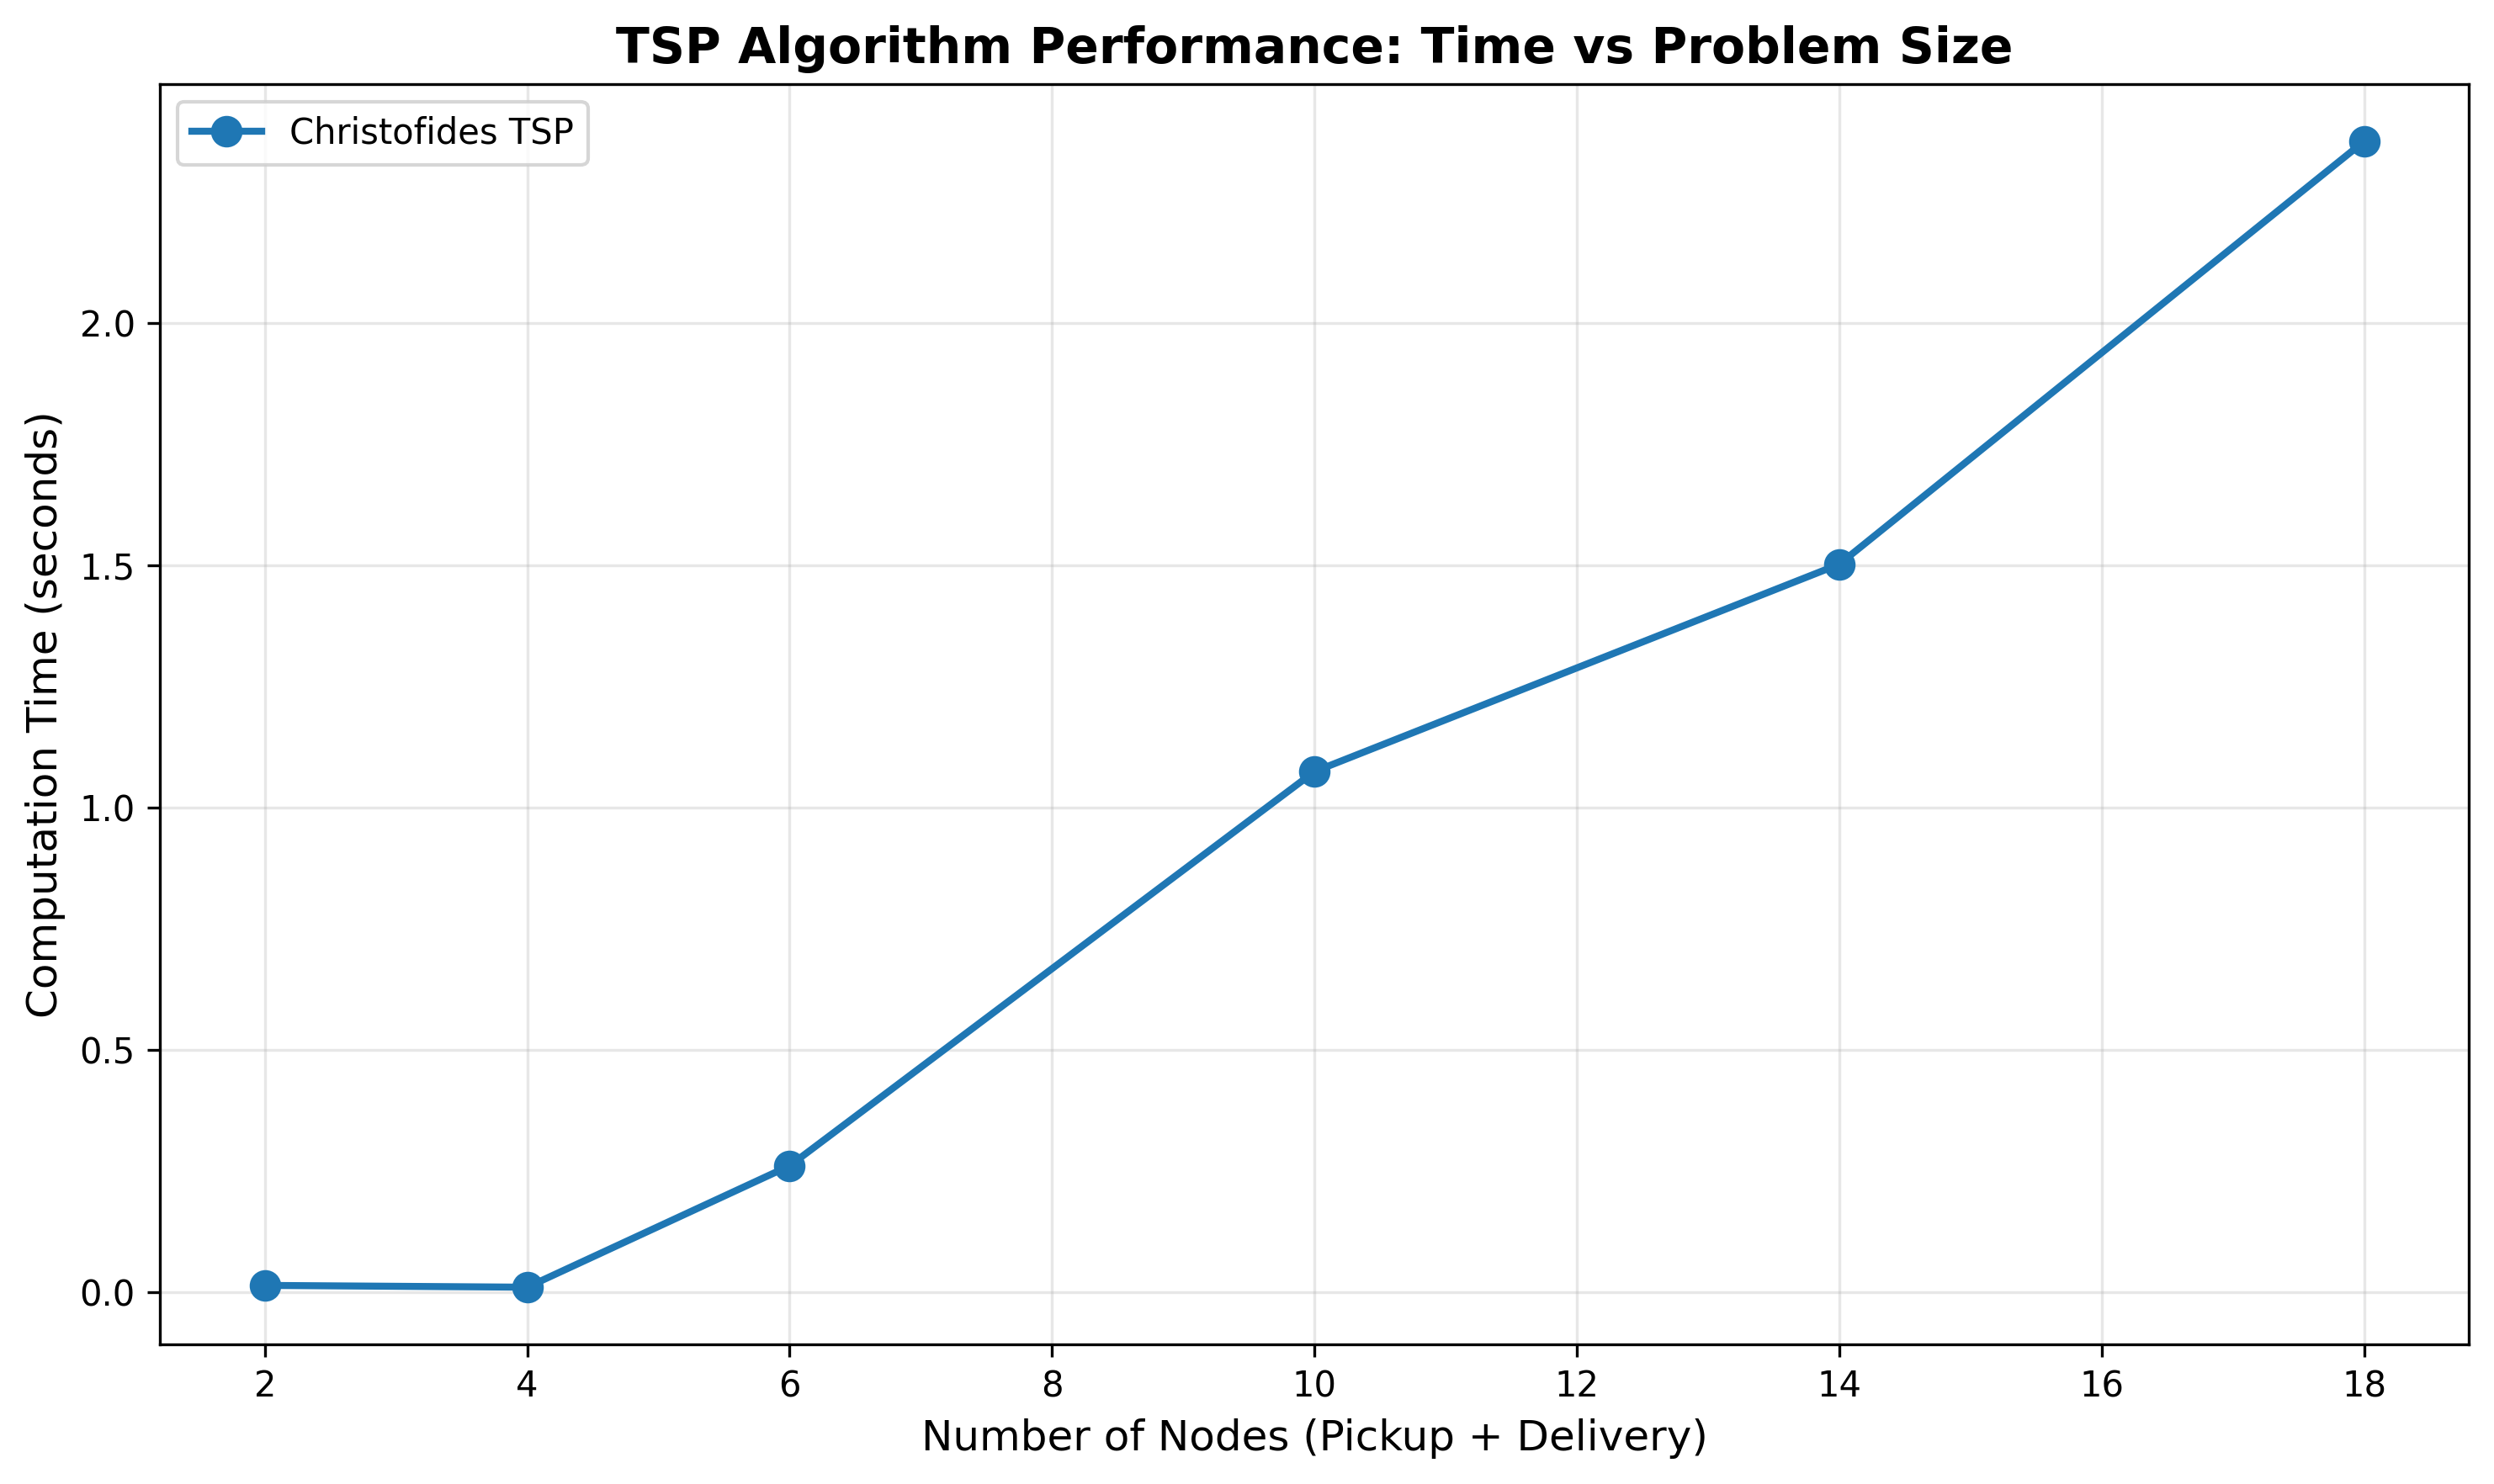 TSP Algorithm Performance: Time vs Problem Size
Christofides TSP
Computation Time (seconds)
2.0
1.5
1.0
0.5
0.0
2 4 6 8 10 12 14 16 18
Number of Nodes (Pickup + Delivery)